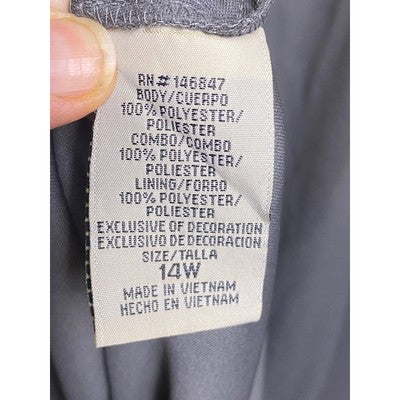 RN# 146847
BODY/CUERPO
100% POLYESTER/
POLIESTER
COMBO/COMBO
100% POLYESTER/
POLIESTER
LINING/FORRO
100% POLYESTER/
POLIESTER
EXCLUSIVE OF DECORATION
EXCLUSIVO DE DECORACION
SIZE/TALLA
14W
MADE IN VIETNAM
HECHO EN VIETNAM